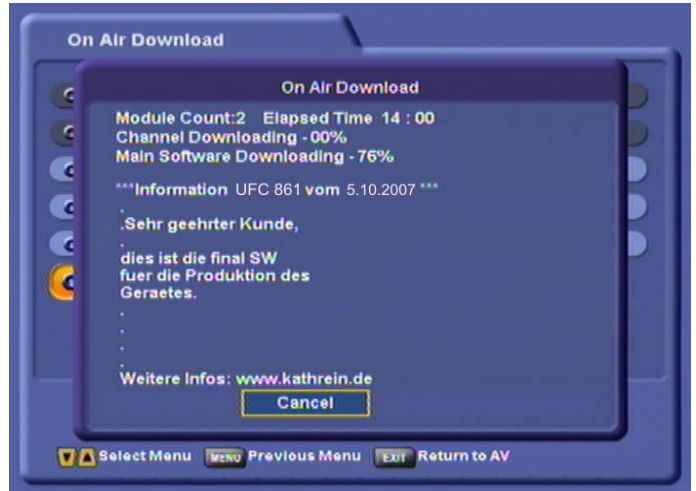 On Air Download
On Air Download
Module Count:2 Elapsed Time 14 : 00
Channel Downloading - 00%
Main Software Downloading - 76%
***Information UFC 861 vom 5.10.2007 ***
.
.Sehr geehrter Kunde,
.
dies ist die final SW
fuer die Produktion des
Geraetes.
.
.
.
.
Weitere Infos: www.kathrein.de
Cancel
Select Menu MENU Previous Menu EXIT Return to AV